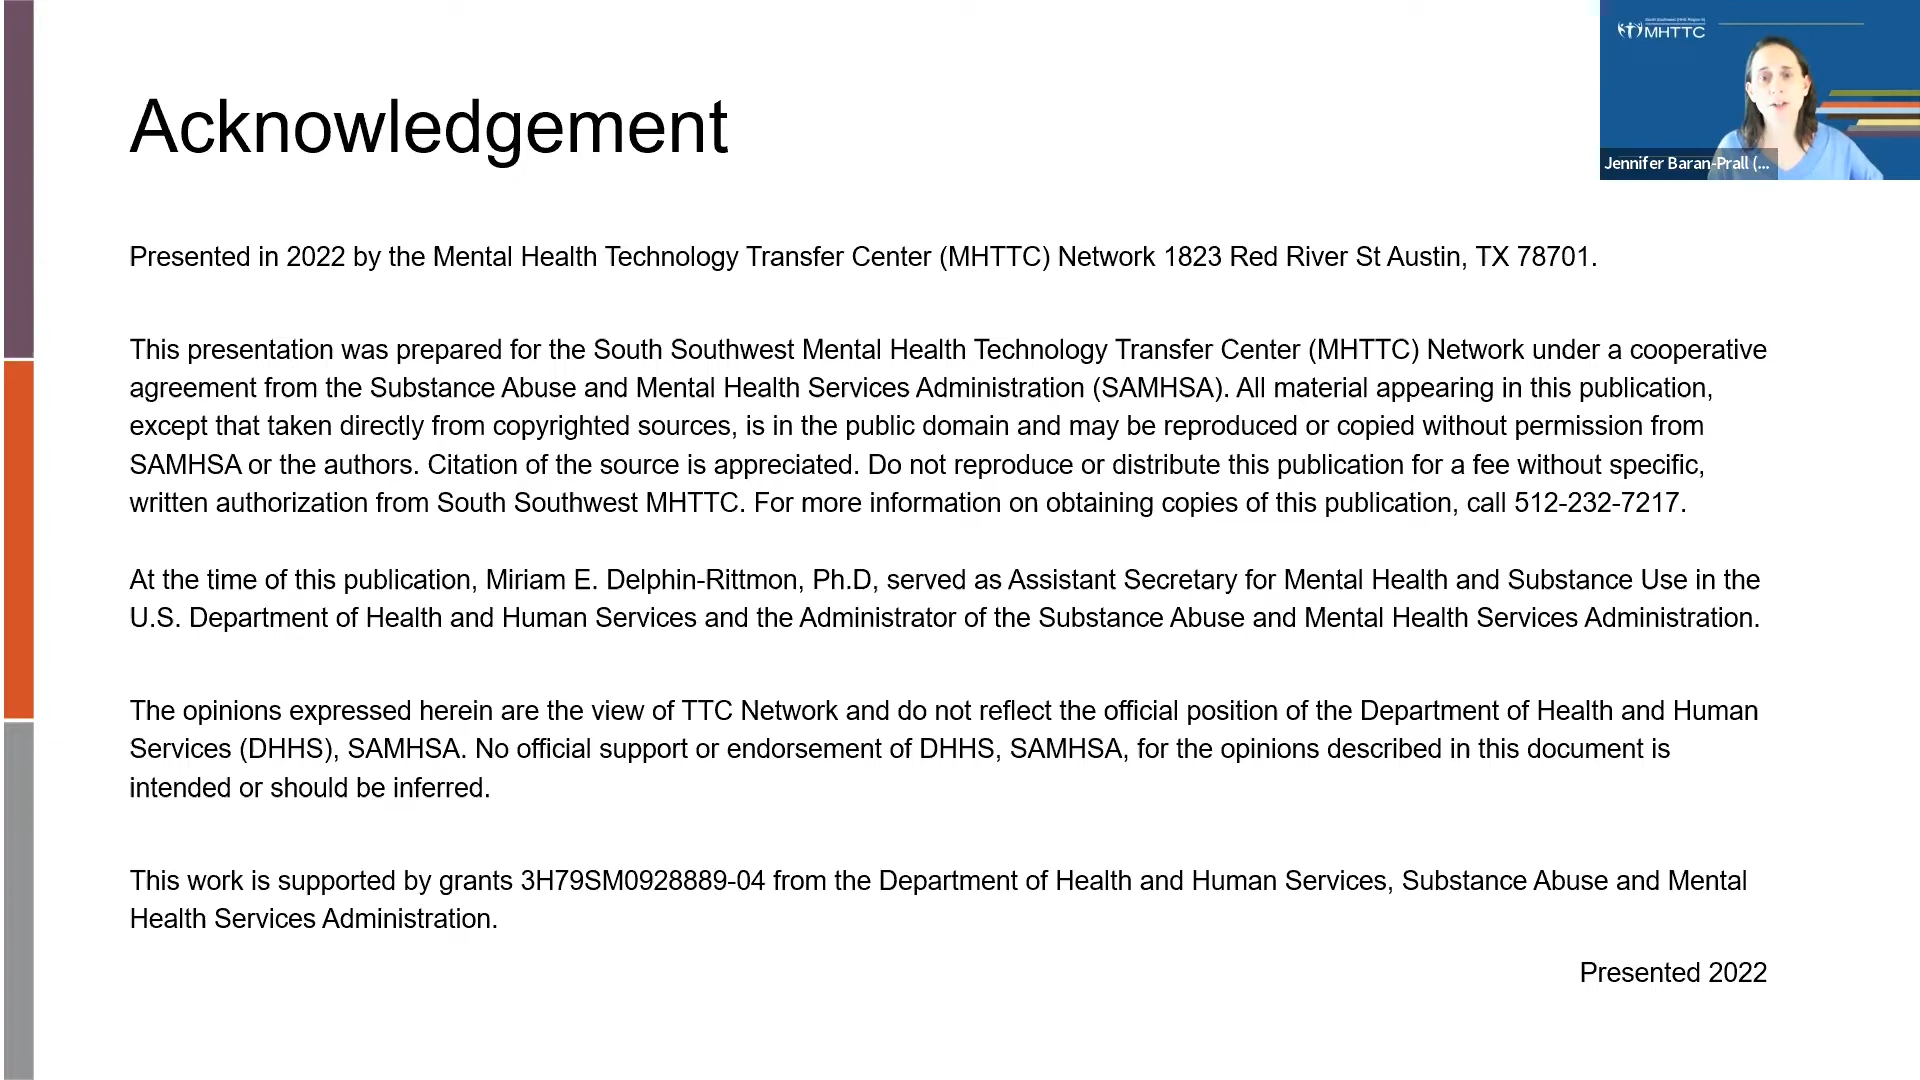 MHTTC
Acknowledgement
Jennifer Baran-Prall (...
Presented in 2022 by the Mental Health Technology Transfer Center (MHTTC) Network 1823 Red River St Austin, TX 78701.
This presentation was prepared for the South Southwest Mental Health Technology Transfer Center (MHTTC) Network under a cooperative
agreement from the Substance Abuse and Mental Health Services Administration (SAMHSA). All material appearing in this publication,
except that taken directly from copyrighted sources, is in the public domain and may be reproduced or copied without permission from
SAMHSA or the authors. Citation of the source is appreciated. Do not reproduce or distribute this publication for a fee without specific,
written authorization from South Southwest MHTTC. For more information on obtaining copies of this publication, call 512-232-7217.
At the time of this publication, Miriam E. Delphin-Rittmon, Ph.D, served as Assistant Secretary for Mental Health and Substance Use in the
U.S. Department of Health and Human Services and the Administrator of the Substance Abuse and Mental Health Services Administration.
The opinions expressed herein are the view of TTC Network and do not reflect the official position of the Department of Health and Human
Services (DHHS), SAMHSA. No official support or endorsement of DHHS, SAMHSA, for the opinions described in this document is
intended or should be inferred.
This work is supported by grants 3H79SM0928889-04 from the Department of Health and Human Services, Substance Abuse and Mental
Health Services Administration.
Presented 2022